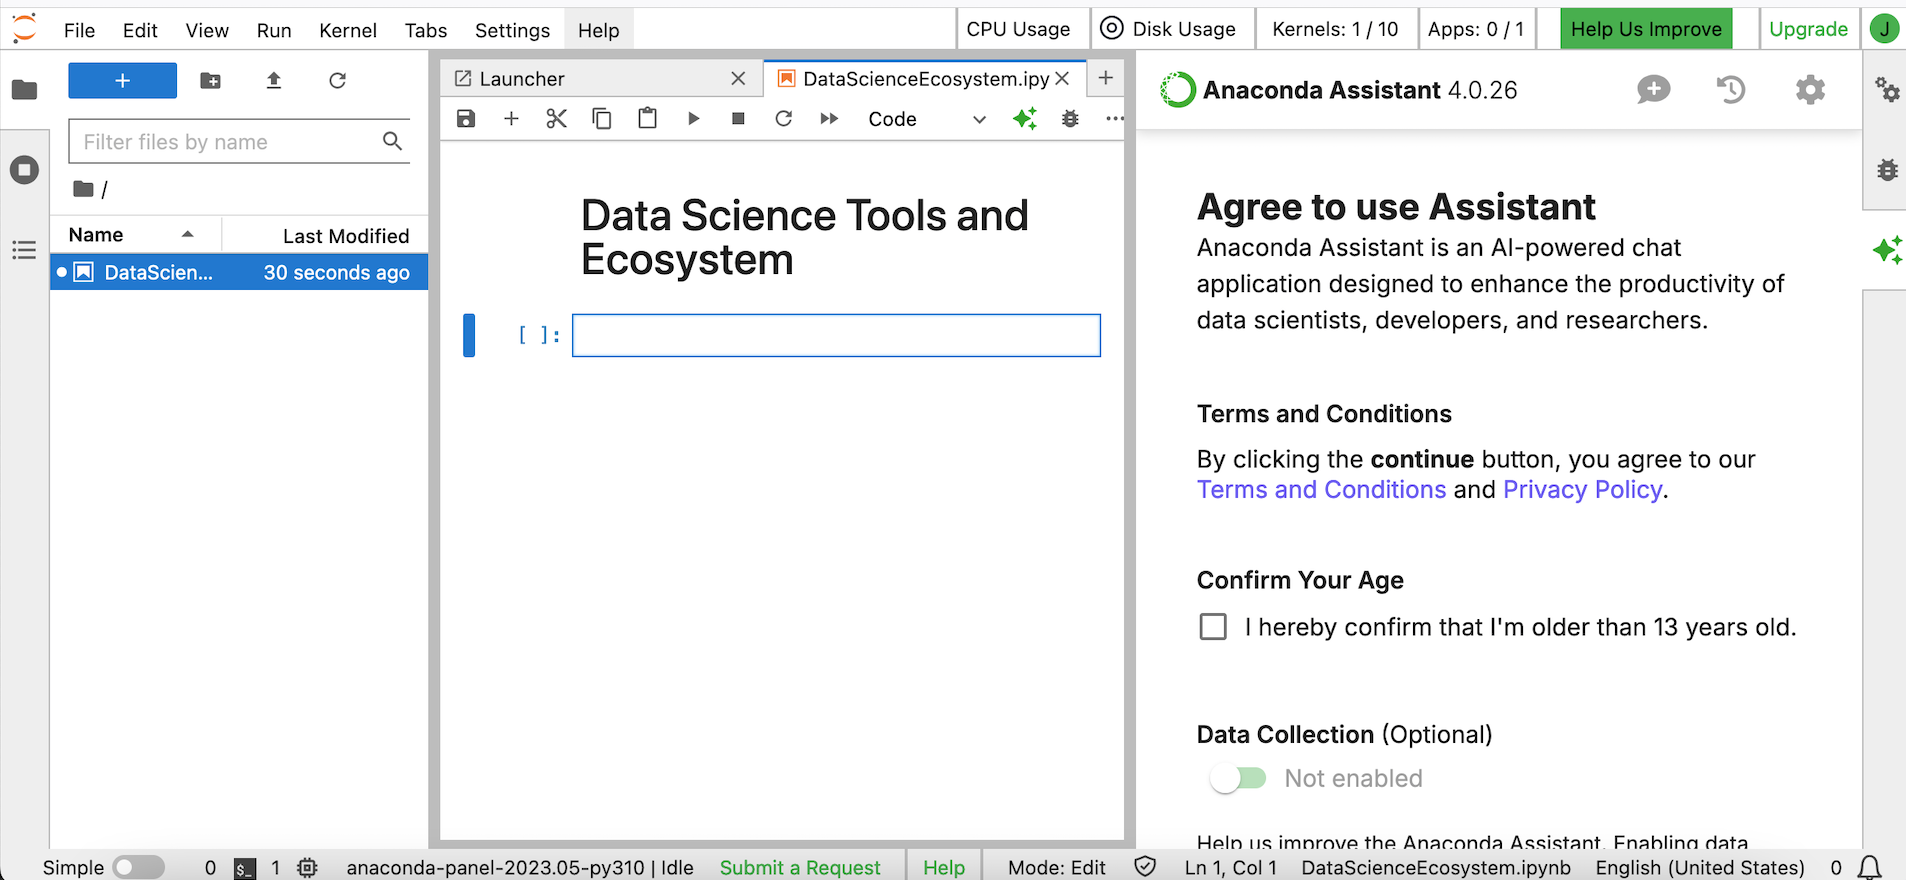 File Edit View Run Kernel Tabs Settings Help CPU Usage Disk Usage Kernels: 1 / 10 Apps: 0 / 1 Help Us Improve Upgrade J
+
Filter files by name
/
Name Last Modified
DataScien... 30 seconds ago
Launcher DataScienceEcosystem.ipy
Code
Data Science Tools and
Ecosystem
[ ]:
Anaconda Assistant 4.0.26
Agree to use Assistant
Anaconda Assistant is an AI-powered chat
application designed to enhance the productivity of
data scientists, developers, and researchers.
Terms and Conditions
By clicking the continue button, you agree to our
Terms and Conditions and Privacy Policy.
Confirm Your Age
I hereby confirm that I'm older than 13 years old.
Data Collection (Optional)
Not enabled
Help us improve the Anaconda Assistant. Enabling data
Simple 0 $_ 1 anaconda-panel-2023.05-py310 | Idle Submit a Request Help Mode: Edit Ln 1, Col 1 DataScienceEcosystem.ipynb English (United States) 0